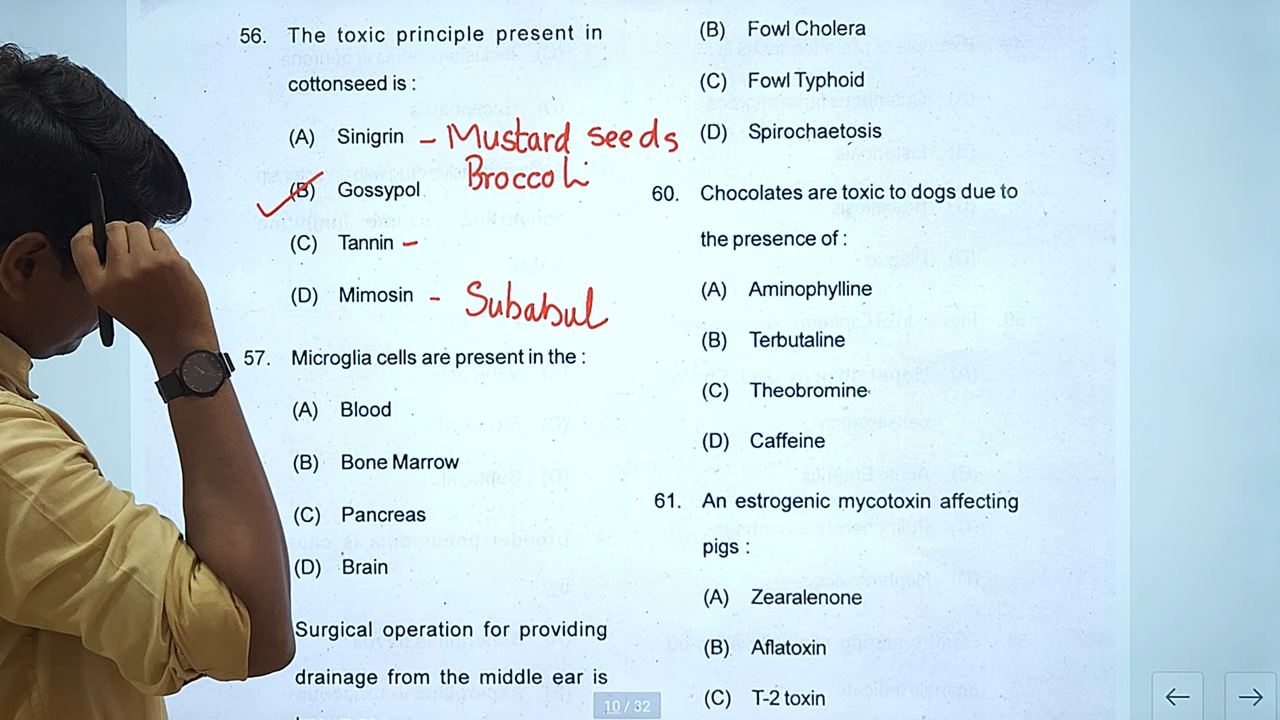 56. The toxic principle present in
cottonseed is :
(A) Sinigrin - Mustard seeds
Broccoli
(B) Gossypol
(C) Tannin -
(D) Mimosin - Subabul
57. Microglia cells are present in the :
(A) Blood
(B) Bone Marrow
(C) Pancreas
(D) Brain
Surgical operation for providing
drainage from the middle ear is
(B) Fowl Cholera
(C) Fowl Typhoid
(D) Spirochaetosis
60. Chocolates are toxic to dogs due to
the presence of :
(A) Aminophylline
(B) Terbutaline
(C) Theobromine
(D) Caffeine
61. An estrogenic mycotoxin affecting
pigs :
(A) Zearalenone
(B) Aflatoxin
(C) T-2 toxin
10 / 32